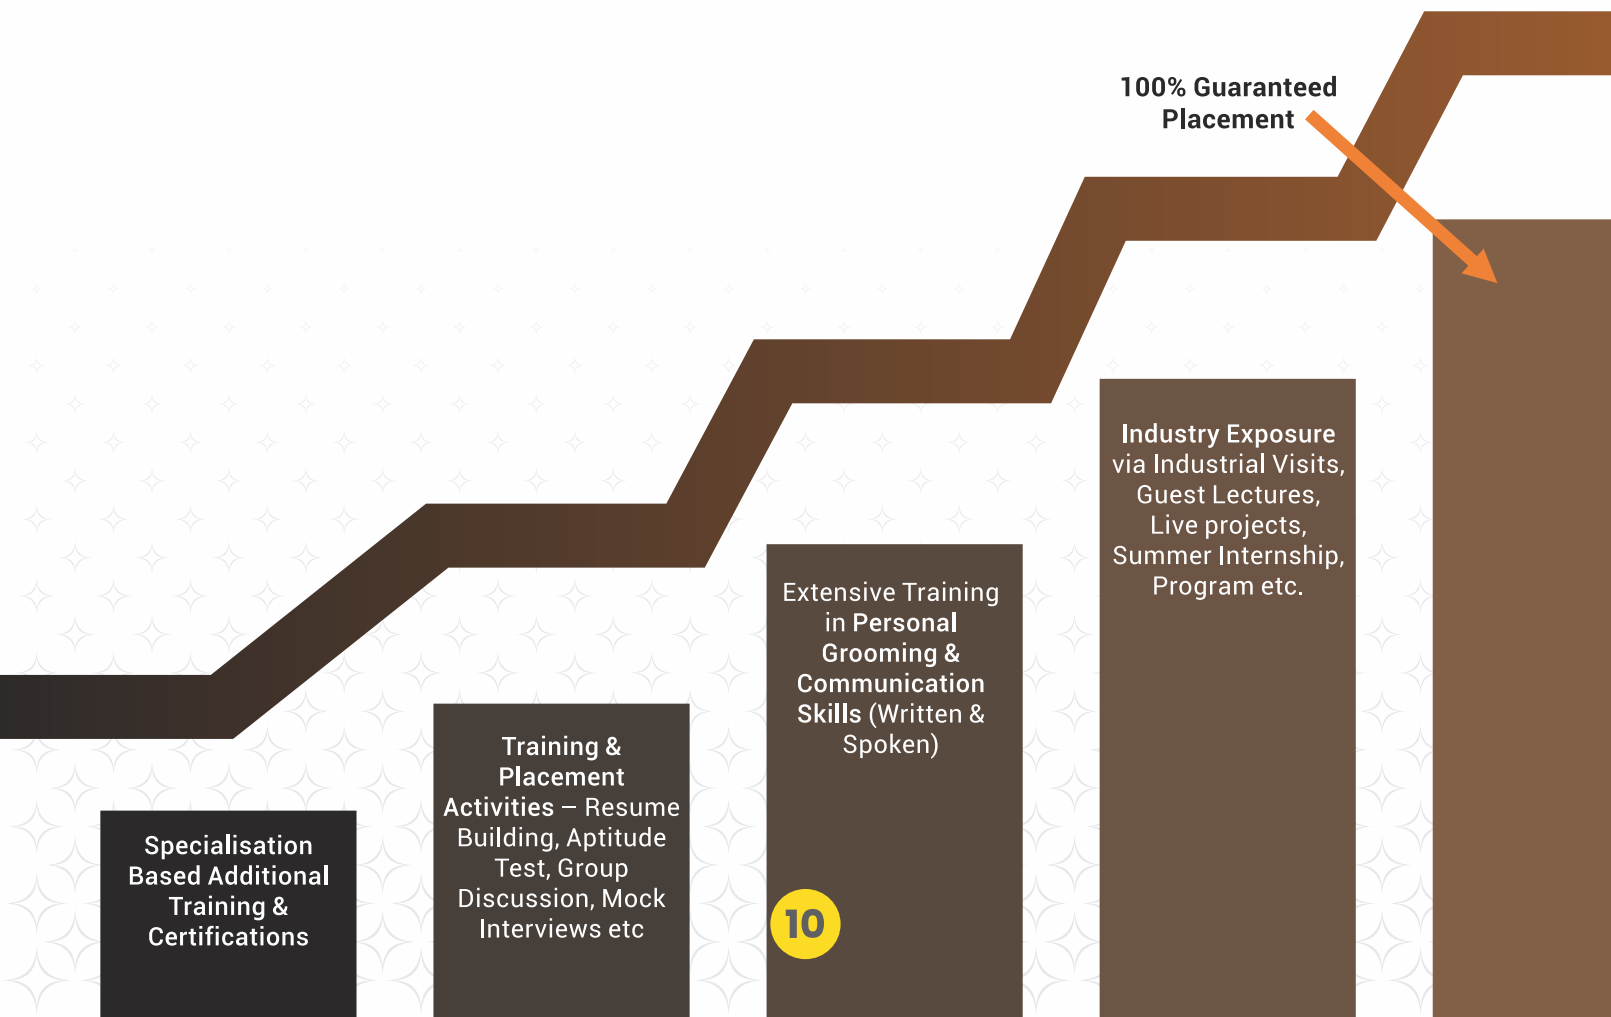 100% Guaranteed
Placement
Industry Exposure
via Industrial Visits,
Guest Lectures,
Live projects,
Summer Internship,
Program etc.
Extensive Training
in Personal
Grooming &
Communication
Skills (Written &
Spoken)
Training &
Placement
Activities – Resume
Building, Aptitude
Test, Group
Discussion, Mock
Interviews etc
Specialisation
Based Additional
Training &
Certifications
10